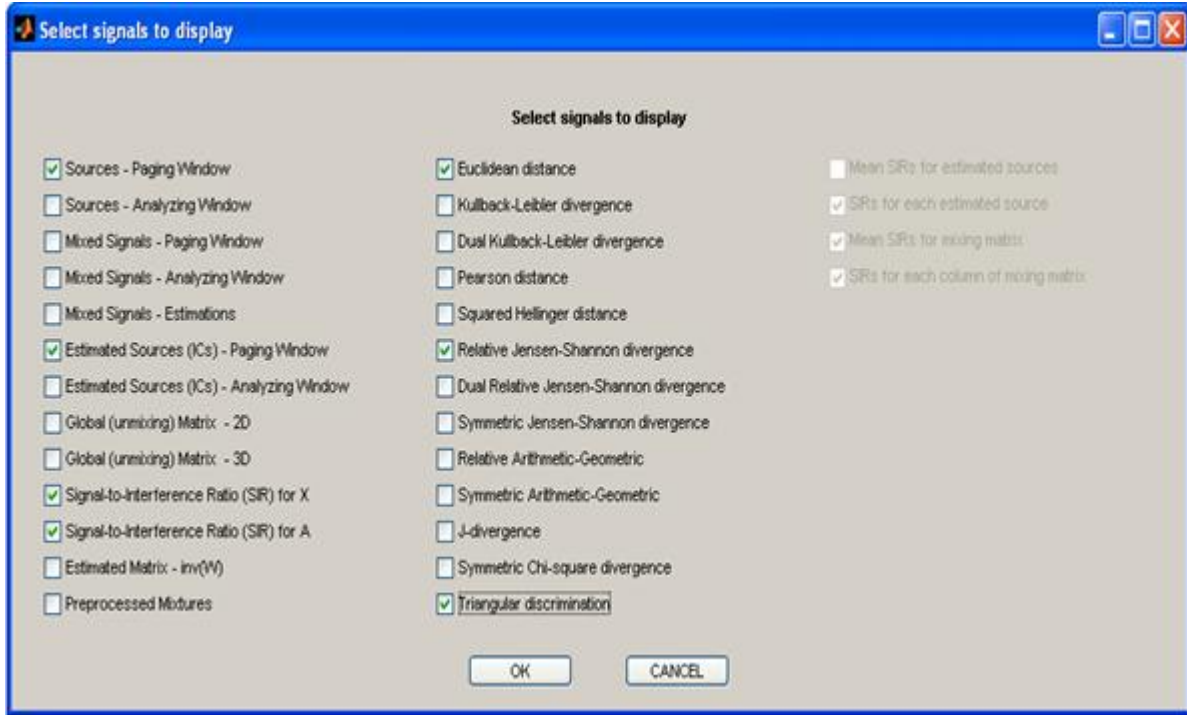 Select signals to display
Select signals to display
Sources - Paging Window
Sources - Analyzing Window
Mixed Signals - Paging Window
Mixed Signals - Analyzing Window
Mixed Signals - Estimations
Estimated Sources (ICs) - Paging Window
Estimated Sources (ICs) - Analyzing Window
Global (unmixing) Matrix - 2D
Global (unmixing) Matrix - 3D
Signal-to-Interference Ratio (SIR) for X
Signal-to-Interference Ratio (SIR) for A
Estimated Matrix - inv(W)
Preprocessed Mixtures
Euclidean distance
Kullback-Leibler divergence
Dual Kullback-Leibler divergence
Pearson distance
Squared Hellinger distance
Relative Jensen-Shannon divergence
Dual Relative Jensen-Shannon divergence
Symmetric Jensen-Shannon divergence
Relative Arithmetic-Geometric
Symmetric Arithmetic-Geometric
J-divergence
Symmetric Chi-square divergence
Triangular discrimination
Mean SIRs for estimated sources
SIRs for each estimated source
Mean SIRs for mixing matrix
SIRs for each column of mixing matrix
OK
CANCEL